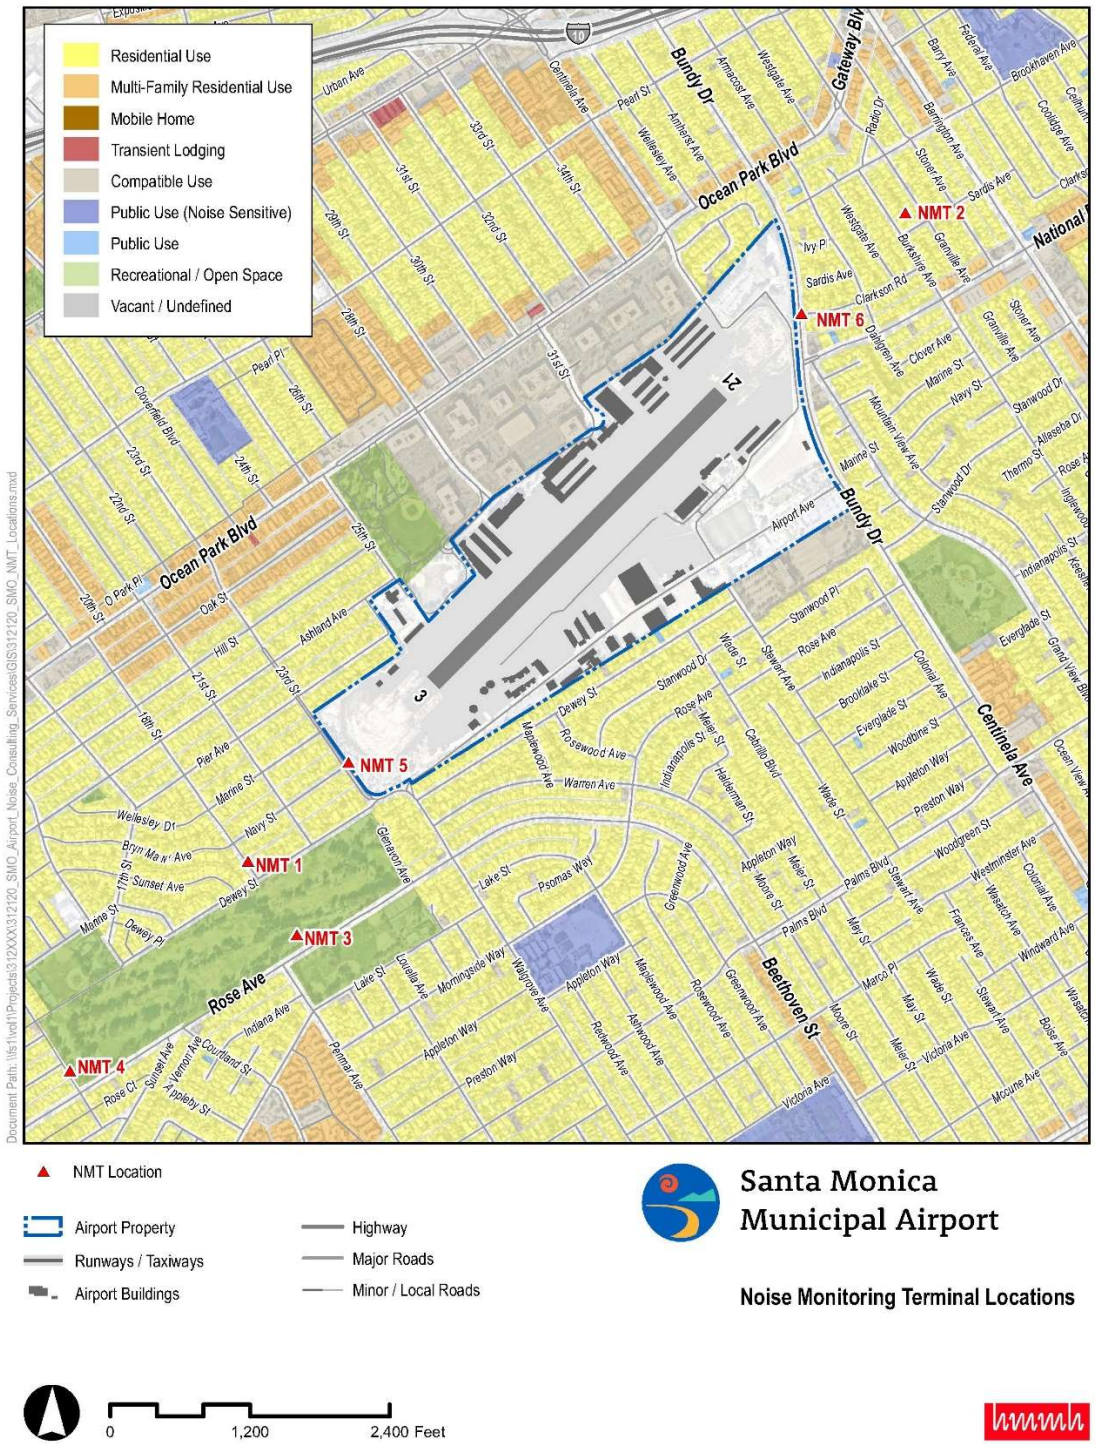 Residential Use
Multi-Family Residential Use
Mobile Home
Transient Lodging
Compatible Use
Public Use (Noise Sensitive)
Public Use
Recreational / Open Space
Vacant / Undefined
10
Urban Ave
Centinela Ave
Pearl St
Bundy Dr
Armacost Ave
Westgate Ave
Gateway Blv
Barry Ave
Federal Ave
Brookhaven Ave
Barrington Ave
Coolidge Ave
Radio Dr
Amherst Ave
Wellesley Ave
33rd St
34th St
31st St
32nd St
29th St
30th St
28th St
Ocean Park Blvd
Stoner Ave
Sardis Ave
NMT 2
Westgate Ave
Burkshire Ave
Granville Ave
Ivy Pl
Sardis Ave
Clarkson Rd
NMT 6
Dahlgren Ave
Clover Ave
Granville Ave
Stoner Ave
Marine St
Navy St
Stanwood Dr
Allaseba Dr
Thermo St
Mountain View Ave
Marine St
Stanwood Dr
31st St
Pearl Pl
26th St
Cloverfield Blvd
23rd St
24th St
22nd St
25th St
21
Bundy Dr
Airport Ave
Ocean Park Blvd
O Park Pl
20th St
Oak St
Ashland Ave
Hill St
23rd St
21st St
18th St
3
Pier Ave
Marine St
Navy St
NMT 5
Wellesley Dr
Sunset Ave
17th St
Marine St
Dewey Pl
Dewey St
NMT 1
NMT 3
NMT 4
Rose Ave
Glenavon Ave
Lake St
Psomas Way
Lake St
Louella Ave
Morningside Way
Walgrove Ave
Appleton Way
Indiana Ave
Courtland St
Sunset Ave
Vernon Ave
Appleby St
Rose Ct
Penmar Ave
Appleton Way
Preston Way
Maplewood Ave
Dewey St
Rosewood Ave
Warren Ave
Stanwood Dr
Rose Ave
Indianapolis St
Meier St
Halderman St
Wade St
Stewart Ave
Cabrillo Blvd
Wade St
Stanwood Pl
Rose Ave
Indianapolis St
Brooklake St
Everglade St
Woodbine St
Appleton Way
Preston Way
Colonial Ave
Centinela Ave
Everglade St
Indianapolis St
Grand View Blvd
Woodgreen St
Westminster Ave
Colonial Ave
Wasatch Ave
Frances Ave
Windward Ave
Palms Blvd
Palms Blvd
Stewart Ave
Appleton Way
Meier St
Moore St
Greenwood Ave
May St
Marco Pl
Wade St
Stewart Ave
May St
Meier St
Moore St
Victoria Ave
Boise Ave
Mccune Ave
Beethoven St
Victoria Ave
Greenwood Ave
Rosewood Ave
Maplewood Ave
Ashwood Ave
Redwood Ave
NMT Location
Airport Property
Runways / Taxiways
Airport Buildings
Highway
Major Roads
Minor / Local Roads
Santa Monica
Municipal Airport
Noise Monitoring Terminal Locations
0 1,200 2,400 Feet
hmmh